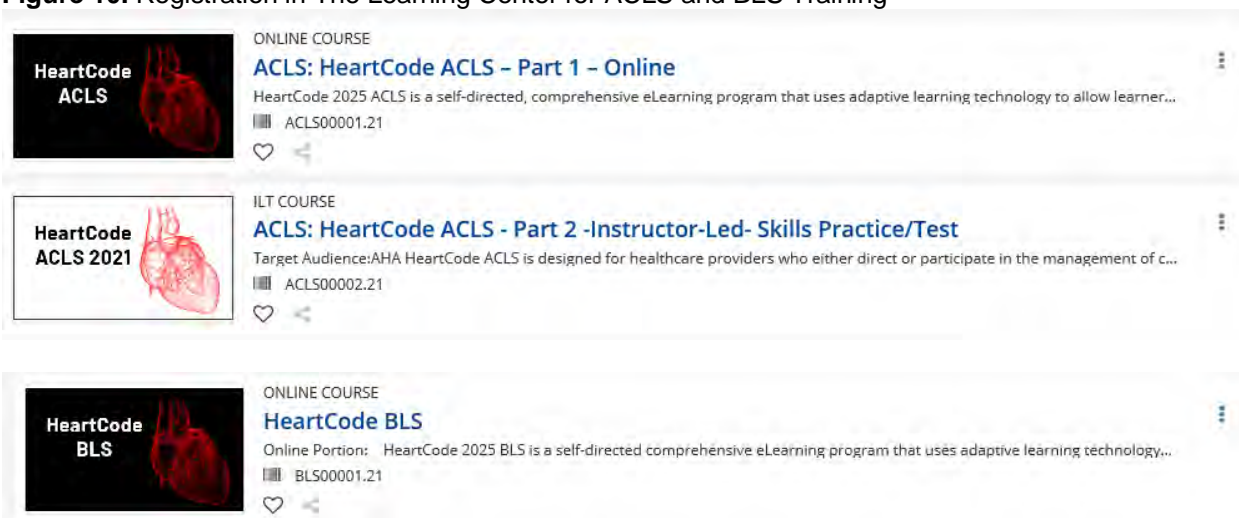 Figure 10. Registration in The Learning Center for ACLS and BLS Training
HeartCode
ACLS
ONLINE COURSE
ACLS: HeartCode ACLS – Part 1 – Online
HeartCode 2025 ACLS is a self-directed, comprehensive eLearning program that uses adaptive learning technology to allow learner...
ACLS00001.21
HeartCode
ACLS 2021
ILT COURSE
ACLS: HeartCode ACLS - Part 2 -Instructor-Led- Skills Practice/Test
Target Audience:AHA HeartCode ACLS is designed for healthcare providers who either direct or participate in the management of c...
ACLS00002.21
HeartCode
BLS
ONLINE COURSE
HeartCode BLS
Online Portion: HeartCode 2025 BLS is a self-directed comprehensive eLearning program that uses adaptive learning technology...
BLS00001.21